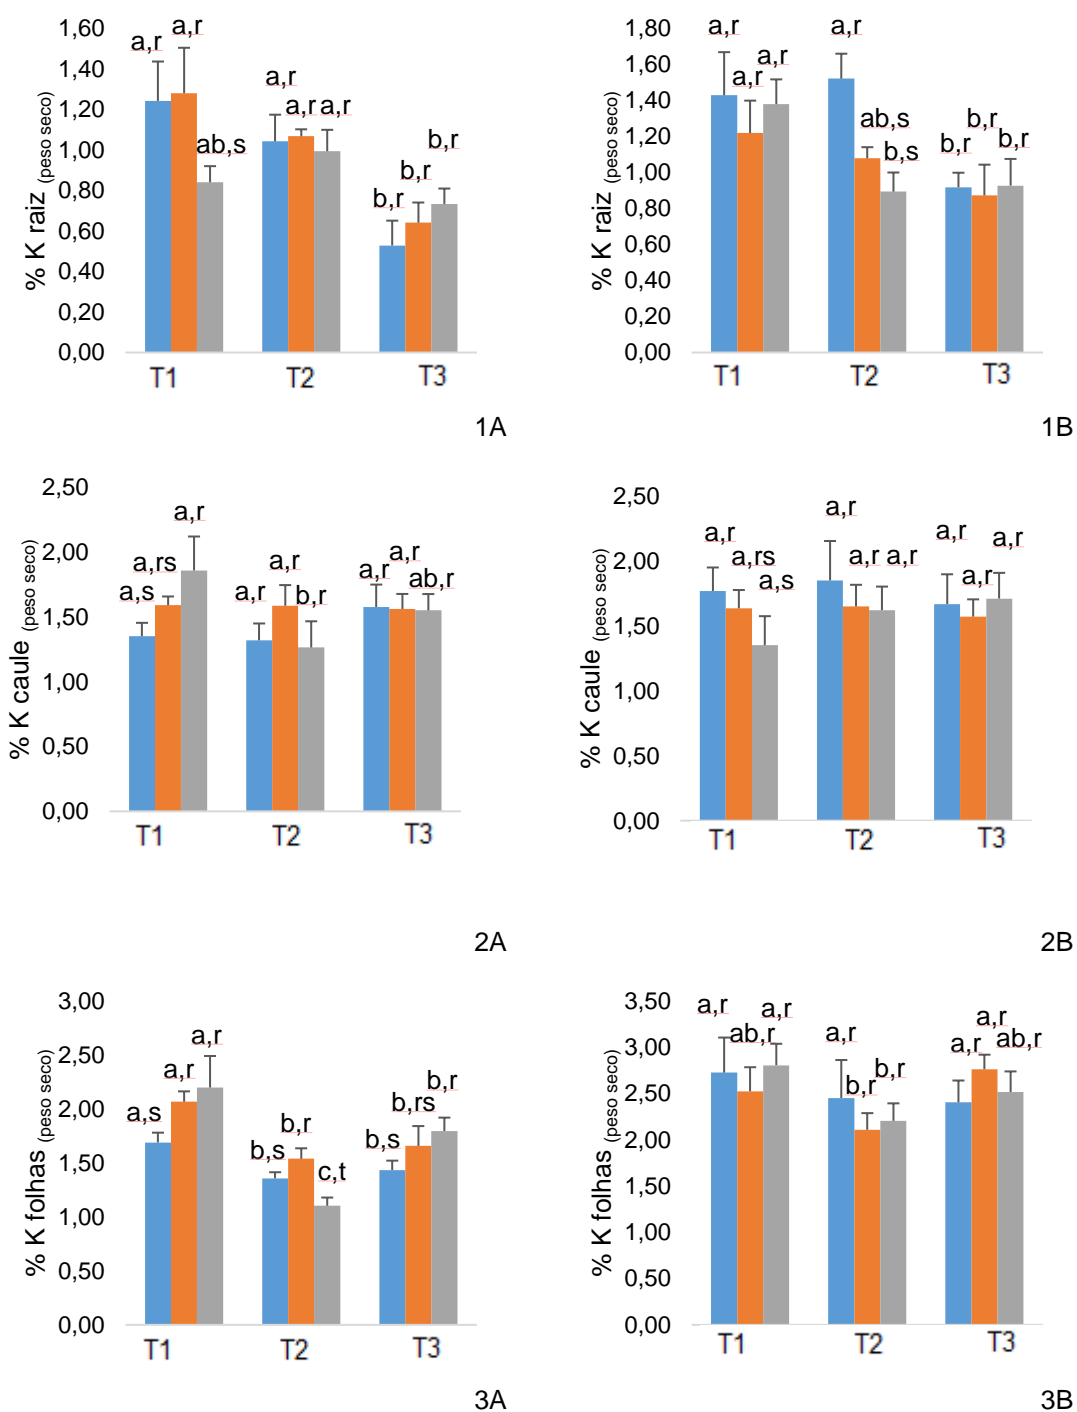 % K raiz (peso seco)
1,60
1,40
1,20
1,00
0,80
0,60
0,40
0,20
0,00
a,r
a,r
ab,s
a,r
a,r
a,r
b,r
b,r
b,r
T1
T2
T3
1A
% K raiz (peso seco)
1,80
1,60
1,40
1,20
1,00
0,80
0,60
0,40
0,20
0,00
a,r
a,r
a,r
a,r
ab,s
b,s
b,r
b,r
b,r
T1
T2
T3
1B
% K caule (peso seco)
2,50
2,00
1,50
1,00
0,50
0,00
a,s
a,rs
a,r
a,r
a,r
b,r
a,r
a,r
ab,r
T1
T2
T3
2A
% K caule (peso seco)
2,50
2,00
1,50
1,00
0,50
0,00
a,r
a,rs
a,s
a,r
a,r
a,r
a,r
a,r
a,r
T1
T2
T3
2B
% K folhas (peso seco)
3,00
2,50
2,00
1,50
1,00
0,50
0,00
a,s
a,r
a,r
b,s
b,r
c,t
b,s
b,rs
b,r
T1
T2
T3
3A
% K folhas (peso seco)
3,50
3,00
2,50
2,00
1,50
1,00
0,50
0,00
a,r
ab,r
a,r
a,r
b,r
b,r
a,r
a,r
ab,r
T1
T2
T3
3B